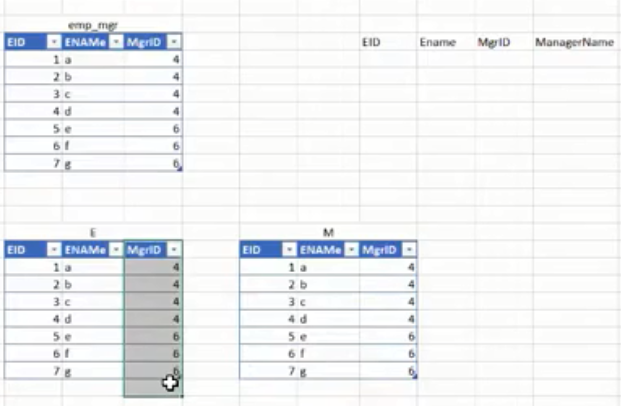 emp_mgr
EID ENAMe MgrID EID Ename MgrID ManagerName
1 a 4
2 b 4
3 c 4
4 d 4
5 e 6
6 f 6
7 g 6
E M
EID ENAMe MgrID EID ENAMe MgrID
1 a 4 1 a 4
2 b 4 2 b 4
3 c 4 3 c 4
4 d 4 4 d 4
5 e 6 5 e 6
6 f 6 6 f 6
7 g 6 7 g 6